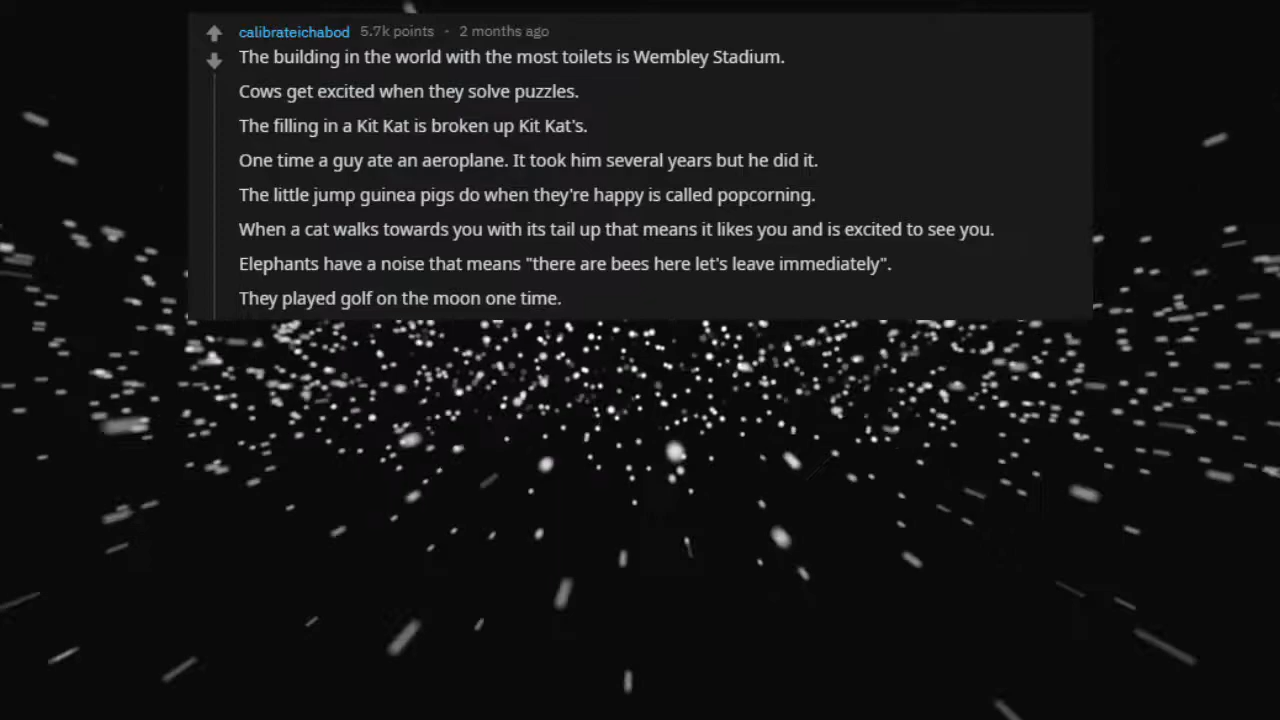 calibrateichabod 5.7k points · 2 months ago
The building in the world with the most toilets is Wembley Stadium.
Cows get excited when they solve puzzles.
The filling in a Kit Kat is broken up Kit Kat's.
One time a guy ate an aeroplane. It took him several years but he did it.
The little jump guinea pigs do when they're happy is called popcorning.
When a cat walks towards you with its tail up that means it likes you and is excited to see you.
Elephants have a noise that means "there are bees here let's leave immediately".
They played golf on the moon one time.